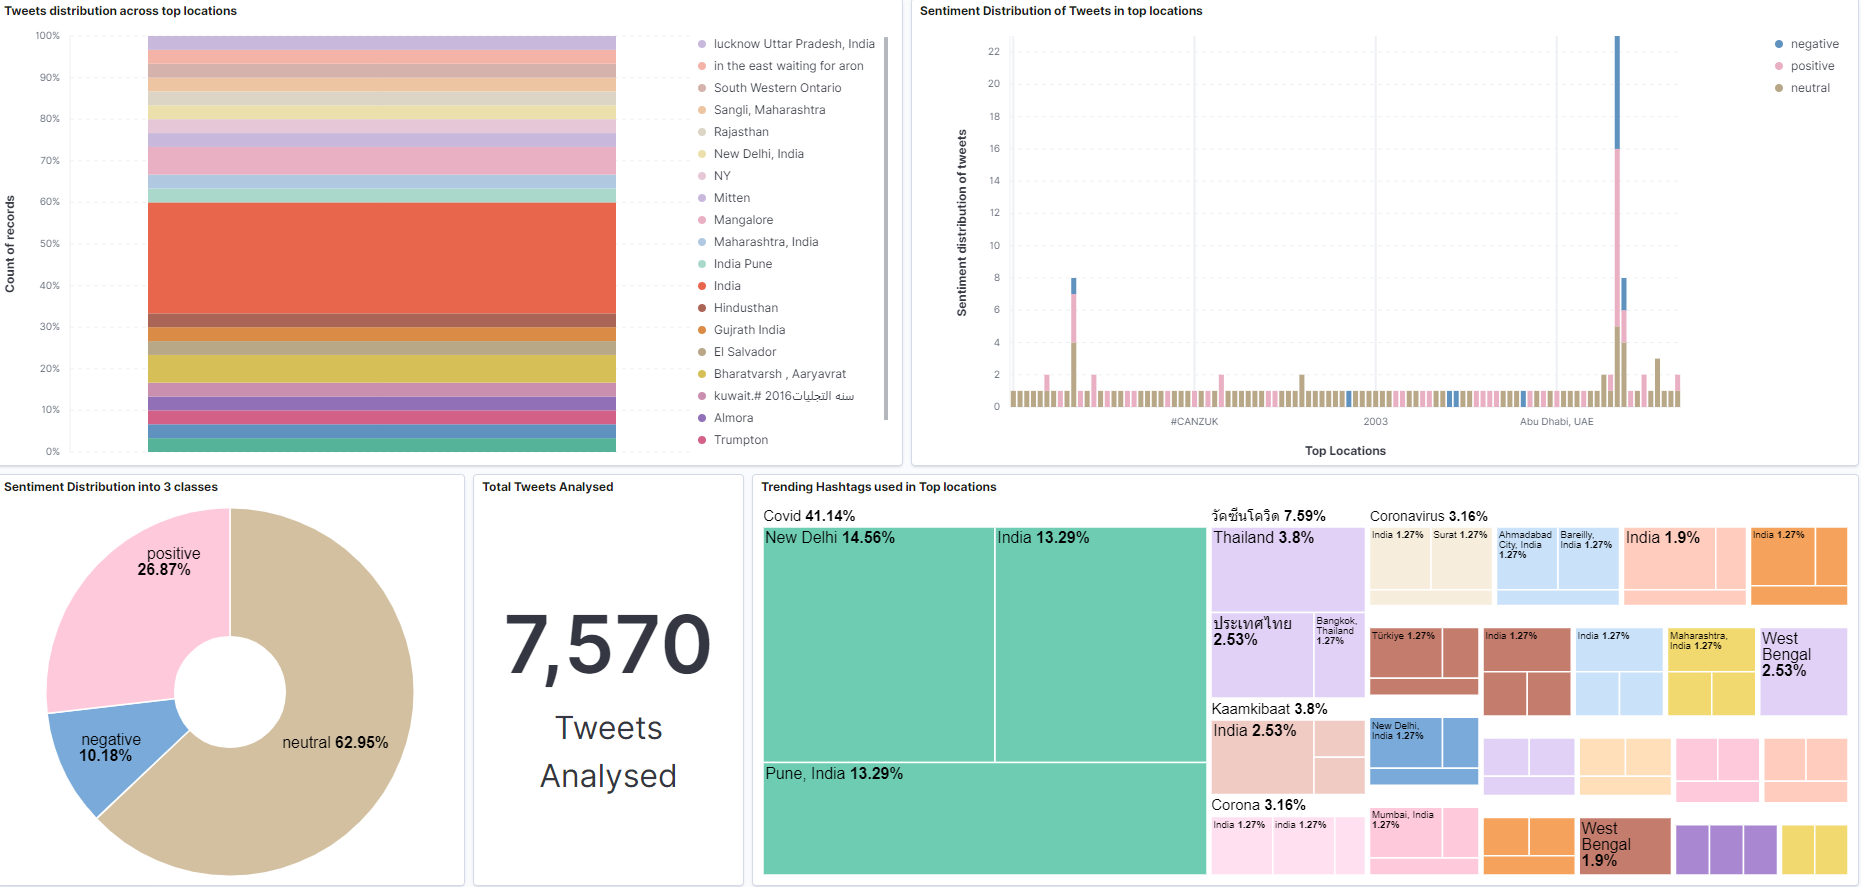 Tweets distribution across top locations
Count of records
100%
90%
80%
70%
60%
50%
40%
30%
20%
10%
0%
lucknow Uttar Pradesh, India
in the east waiting for aron
South Western Ontario
Sangli, Maharashtra
Rajasthan
New Delhi, India
NY
Mitten
Mangalore
Maharashtra, India
India Pune
India
Hindusthan
Gujrath India
El Salvador
Bharatvarsh , Aaryavrat
kuwait.# 2016سنه التجليات
Almora
Trumpton
Sentiment Distribution of Tweets in top locations
Sentiment distribution of tweets
22
20
18
16
14
12
10
8
6
4
2
0
#CANZUK
2003
Abu Dhabi, UAE
Top Locations
negative
positive
neutral
Sentiment Distribution into 3 classes
positive
26.87%
negative
10.18%
neutral 62.95%
Total Tweets Analysed
7,570
Tweets
Analysed
Trending Hashtags used in Top locations
Covid 41.14%
New Delhi 14.56%
India 13.29%
Pune, India 13.29%
วัคซีนโควิด 7.59%
Thailand 3.8%
ประเทศไทย
2.53%
Bangkok,
Thailand
1.27%
Kaamkibaat 3.8%
India 2.53%
Corona 3.16%
India 1.27%
india 1.27%
Coronavirus 3.16%
India 1.27%
Surat 1.27%
Ahmadabad
City, India
1.27%
Bareilly,
India 1.27%
India 1.9%
India 1.27%
Türkiye 1.27%
India 1.27%
India 1.27%
Maharashtra,
India 1.27%
West
Bengal
2.53%
New Delhi,
India 1.27%
Mumbai, India
1.27%
West
Bengal
1.9%